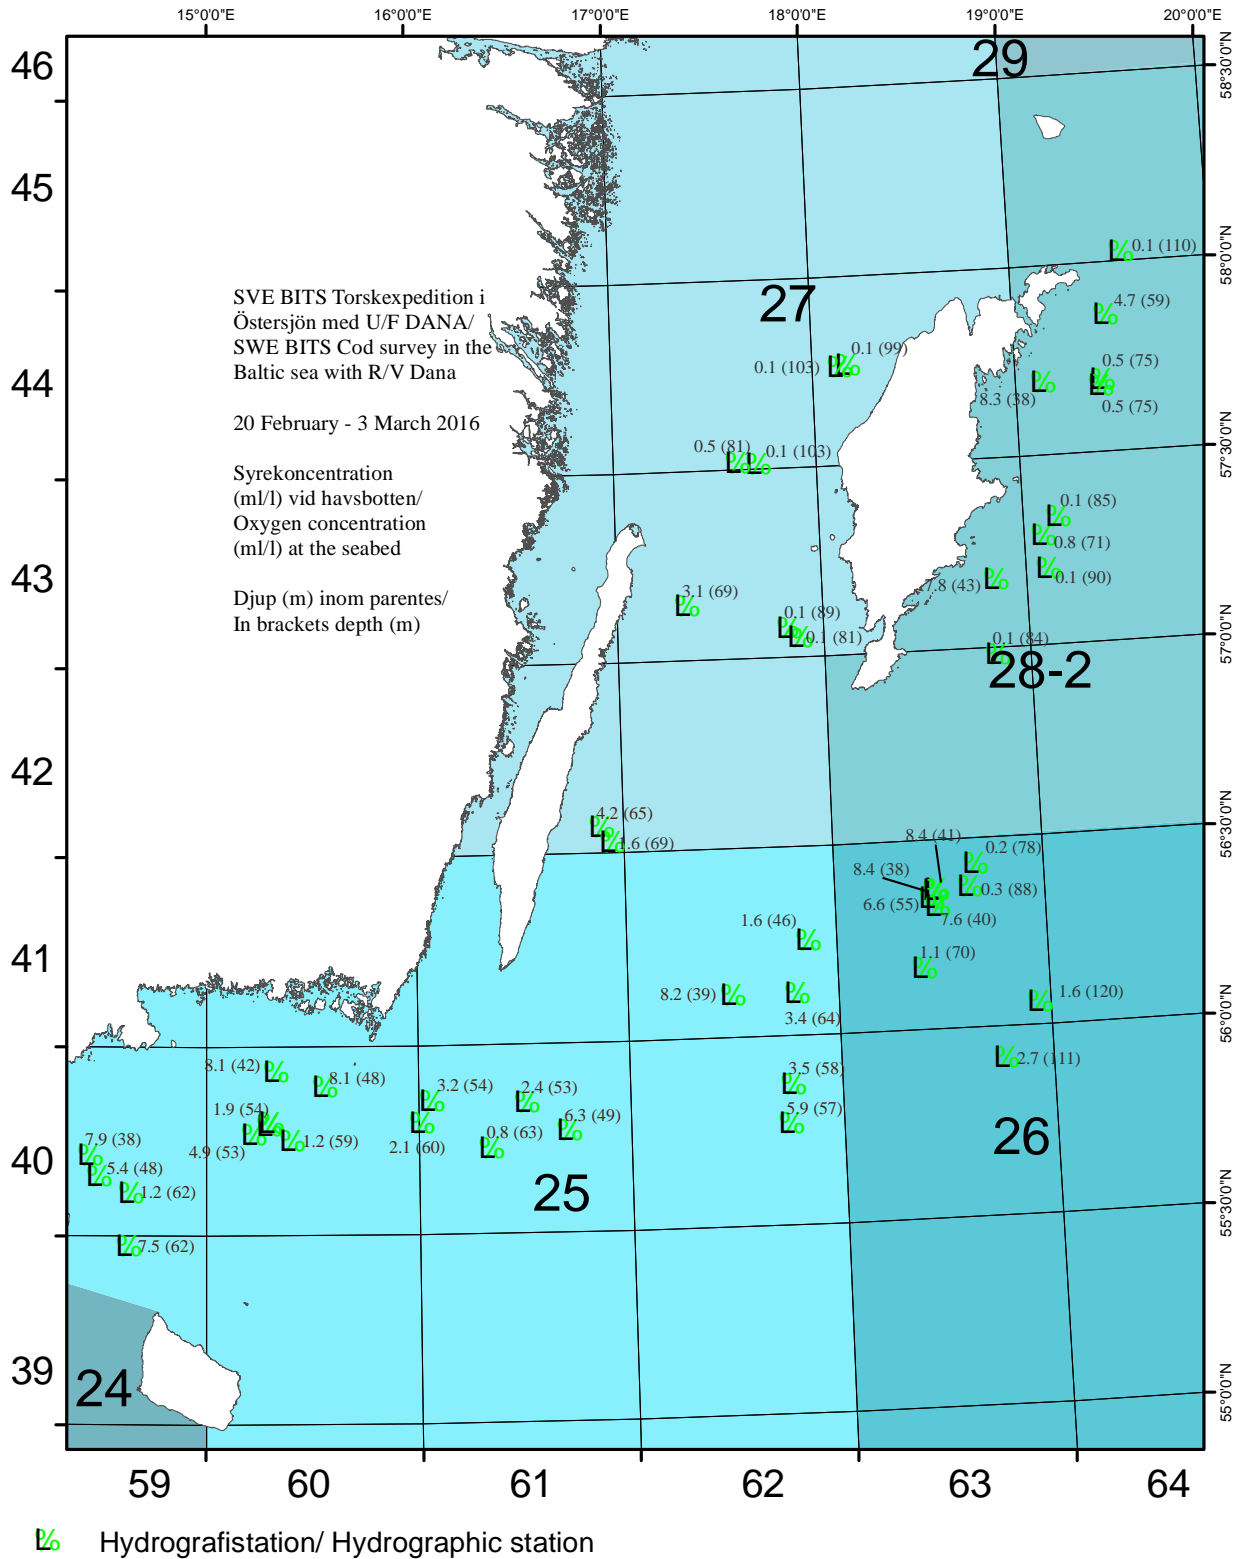 15°0'0"E
16°0'0"E
17°0'0"E
18°0'0"E
19°0'0"E
20°0'0"E
46
29
58°30'0"N
45
0.1 (110)
58°0'0"N
SVE BITS Torskexpedition i
Östersjön med U/F DANA/
SWE BITS Cod survey in the
Baltic sea with R/V Dana
20 February - 3 March 2016
Syrekoncentration
(ml/l) vid havsbotten/
Oxygen concentration
(ml/l) at the seabed
Djup (m) inom parentes/
In brackets depth (m)
27
4.7 (59)
0.1 (99)
0.1 (103)
0.5 (75)
44
8.3 (38)
0.5 (75)
0.5 (81)
0.1 (103)
57°30'0"N
0.1 (85)
0.8 (71)
43
0.1 (90)
7.8 (43)
3.1 (69)
0.1 (89)
0.1 (81)
0.1 (84)
57°0'0"N
28-2
42
4.2 (65)
1.6 (69)
8.4 (41)
0.2 (78)
56°30'0"N
8.4 (38)
0.3 (88)
6.6 (55)
7.6 (40)
1.6 (46)
41
1.1 (70)
8.2 (39)
3.4 (64)
1.6 (120)
56°0'0"N
2.7 (111)
8.1 (42)
8.1 (48)
3.5 (58)
3.2 (54)
2.4 (53)
1.9 (54)
6.3 (49)
5.9 (57)
26
7.9 (38)
4.9 (53)
1.2 (59)
2.1 (60)
0.8 (63)
40
5.4 (48)
1.2 (62)
25
55°30'0"N
7.5 (62)
39
24
55°0'0"N
59
60
61
62
63
64
Hydrografistation/ Hydrographic station